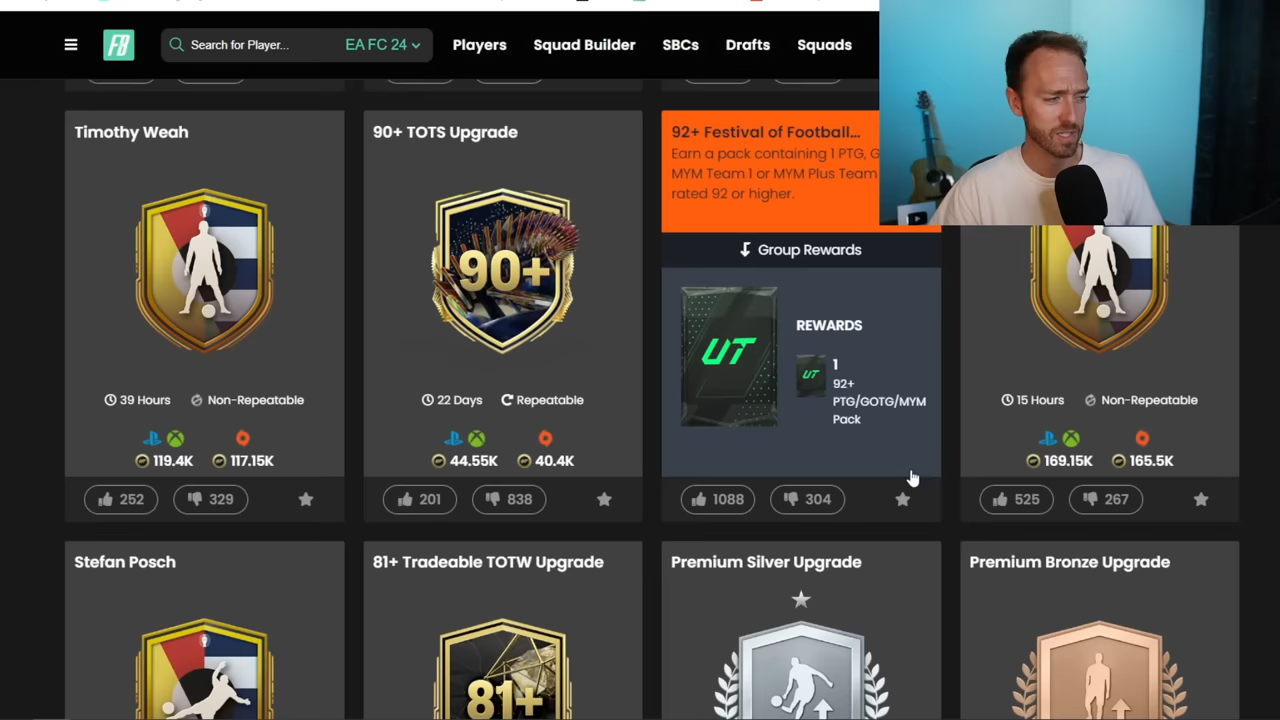 FB
Search for Player...
EA FC 24
Players
Squad Builder
SBCs
Drafts
Squads
Timothy Weah
39 Hours
Non-Repeatable
119.4K
117.15K
252
329
90+ TOTS Upgrade
90+
22 Days
Repeatable
44.55K
40.4K
201
838
92+ Festival of Football...
Earn a pack containing 1 PTG, G
MYM Team 1 or MYM Plus Team
rated 92 or higher.
Group Rewards
UT
REWARDS
UT
1
92+
PTG/GOTG/MYM
Pack
1088
304
15 Hours
Non-Repeatable
169.15K
165.5K
525
267
Stefan Posch
81+ Tradeable TOTW Upgrade
81+
Premium Silver Upgrade
Premium Bronze Upgrade